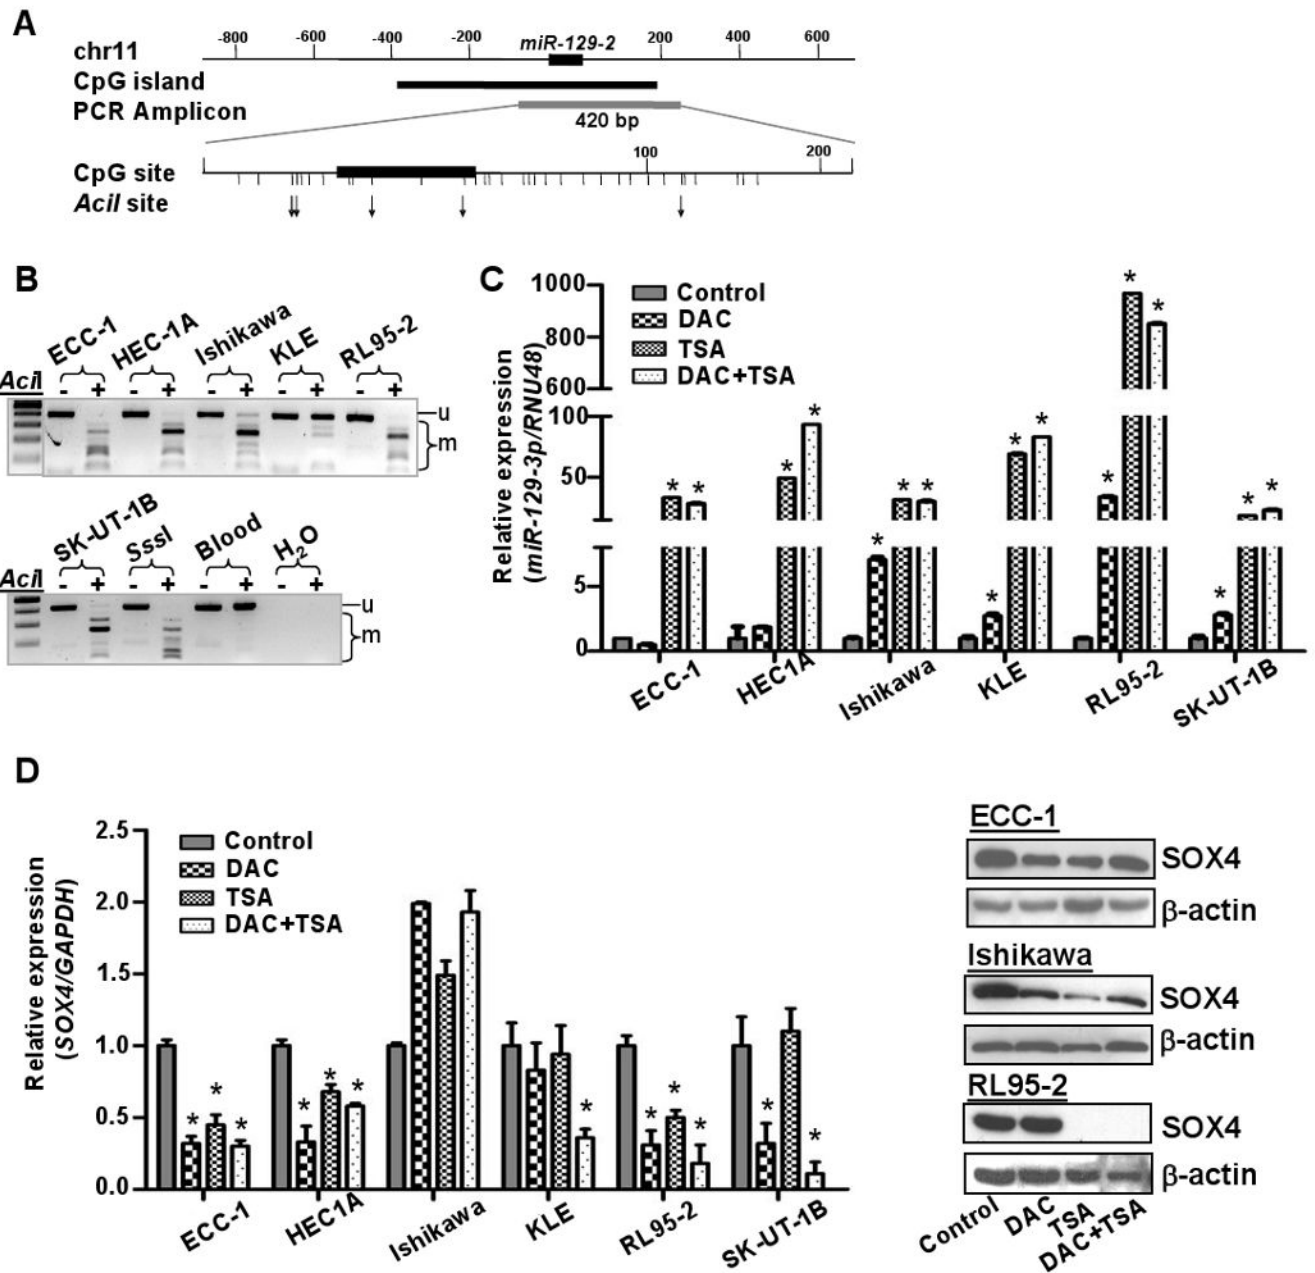 A
-800 -600 -400 -200 miR-129-2 200 400 600
chr11
CpG island
PCR Amplicon
420 bp
100 200
CpG site
AciI site
B
ECC-1 HEC-1A Ishikawa KLE RL95-2
AciI - + - + - + - + - +
u
m
SK-UT-1B SssI Blood H2O
AciI - + - + - + - +
u
m
C
Relative expression
(miR-129-3p/RNU48)
1000
800
600
100
50
5
0
Control
DAC
TSA
DAC+TSA
* * * * * * * * * * * * * * * *
ECC-1 HEC1A Ishikawa KLE RL95-2 SK-UT-1B
D
Relative expression
(SOX4/GAPDH)
2.5
2.0
1.5
1.0
0.5
0.0
Control
DAC
TSA
DAC+TSA
* * * * * * * * * * * *
ECC-1 HEC1A Ishikawa KLE RL95-2 SK-UT-1B
ECC-1
SOX4
β-actin
Ishikawa
SOX4
β-actin
RL95-2
SOX4
β-actin
Control DAC TSA DAC+TSA